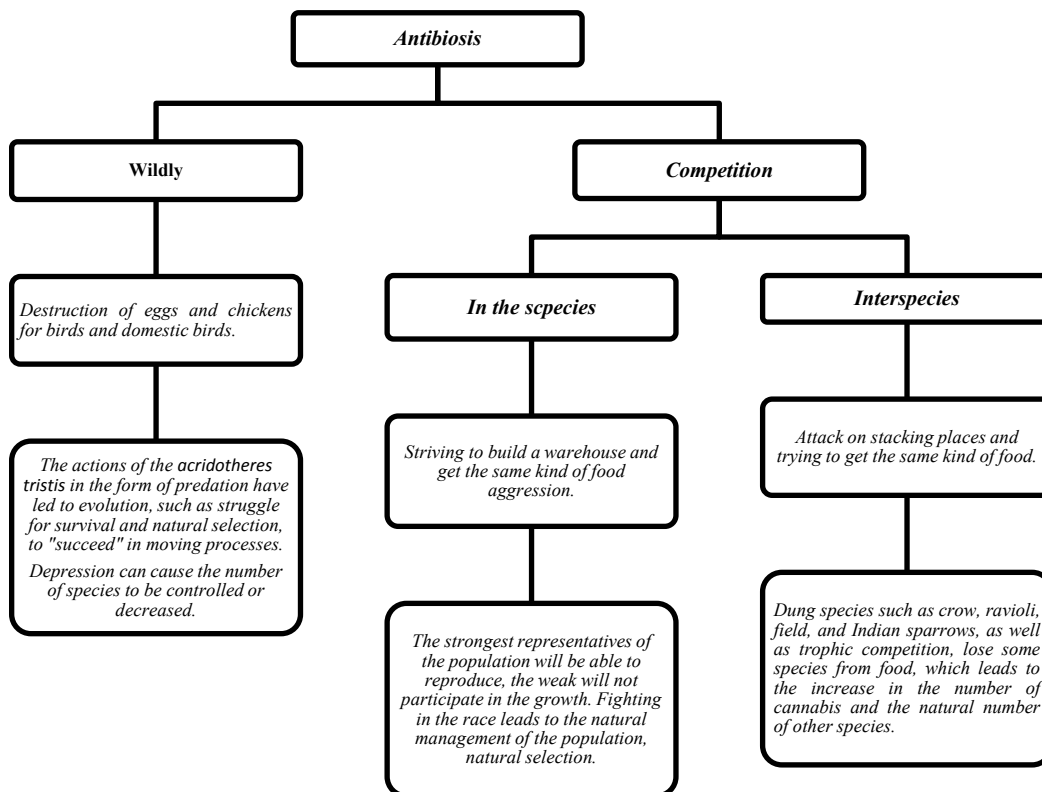 Antibiosis
Wildly
Competition
Destruction of eggs and chickens
for birds and domestic birds.
In the scpecies
Interspecies
The actions of the acridotheres
tristis in the form of predation have
led to evolution, such as struggle
for survival and natural selection,
to "succeed" in moving processes.
Depression can cause the number
of species to be controlled or
decreased.
Striving to build a warehouse and
get the same kind of food
aggression.
Attack on stacking places and
trying to get the same kind of food.
The strongest representatives of
the population will be able to
reproduce, the weak will not
participate in the growth. Fighting
in the race leads to the natural
management of the population,
natural selection.
Dung species such as crow, ravioli,
field, and Indian sparrows, as well
as trophic competition, lose some
species from food, which leads to
the increase in the number of
cannabis and the natural number
of other species.